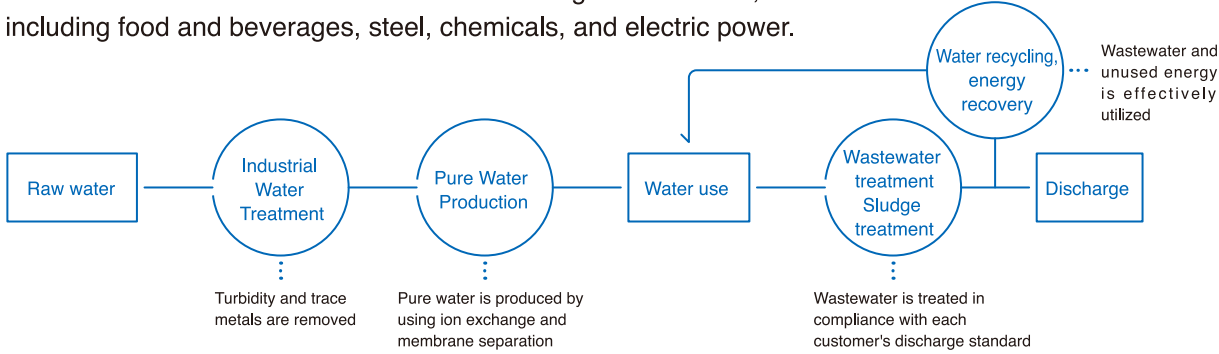 including food and beverages, steel, chemicals, and electric power.
Water recycling,
energy
recovery
Wastewater and
unused energy
is effectively
utilized
Raw water
Industrial
Water
Treatment
Pure Water
Production
Water use
Wastewater
treatment
Sludge
treatment
Discharge
Turbidity and trace
metals are removed
Pure water is produced by
using ion exchange and
membrane separation
Wastewater is treated in
compliance with each
customer's discharge standard